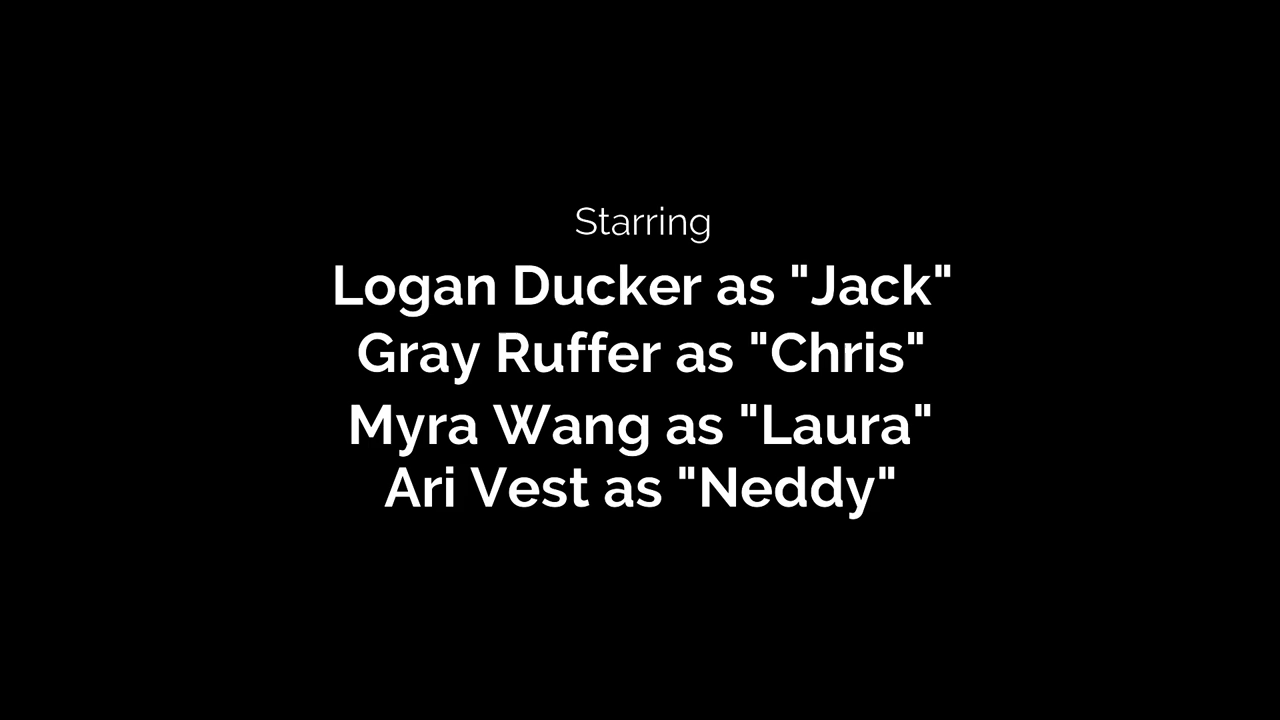 Starring
Logan Ducker as "Jack"
Gray Ruffer as "Chris"
Myra Wang as "Laura"
Ari Vest as "Neddy"